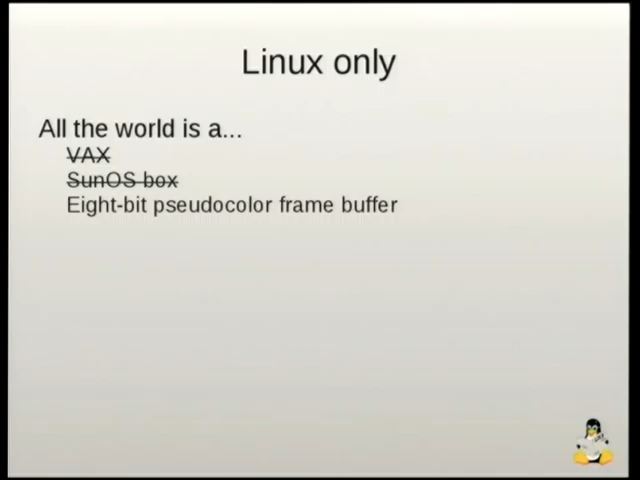 Linux only
All the world is a...
VAX
SunOS box
Eight-bit pseudocolor frame buffer